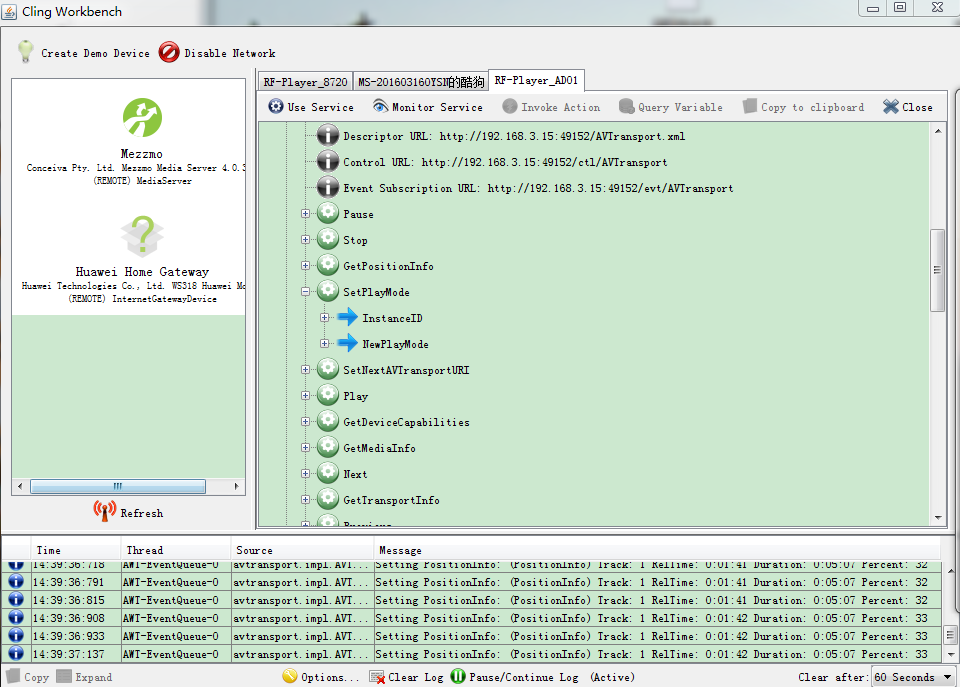 Cling Workbench
Create Demo Device Disable Network
Mezzmo
Conceiva Pty. Ltd. Mezzmo Media Server 4.0.3
(REMOTE) MediaServer
Huawei Home Gateway
Huawei Technologies Co., Ltd. WS318 Huawei
(REMOTE) InternetGatewayDevice
Refresh
RF-Player_8720 MS-20160316OYSN的酷狗 RF-Player_AD01
Use Service Monitor Service Invoke Action Query Variable Copy to clipboard Close
Descriptor URL: http://192.168.3.15:49152/AVTransport.xml
Control URL: http://192.168.3.15:49152/ctl/AVTransport
Event Subscription URL: http://192.168.3.15:49152/evt/AVTransport
Pause
Stop
GetPositionInfo
SetPlayMode
InstanceID
NewPlayMode
SetNextAVTransportURI
Play
GetDeviceCapabilities
GetMediaInfo
Next
GetTransportInfo
Time Thread Source Message
14:39:36:718 AWT-EventQueue-0 avtransport.impl.AVT... Setting PositionInfo: (PositionInfo) Track: 1 RelTime: 0:01:41 Duration: 0:05:07 Percent: 32
14:39:36:791 AWT-EventQueue-0 avtransport.impl.AVT... Setting PositionInfo: (PositionInfo) Track: 1 RelTime: 0:01:41 Duration: 0:05:07 Percent: 32
14:39:36:815 AWT-EventQueue-0 avtransport.impl.AVT... Setting PositionInfo: (PositionInfo) Track: 1 RelTime: 0:01:41 Duration: 0:05:07 Percent: 32
14:39:36:908 AWT-EventQueue-0 avtransport.impl.AVT... Setting PositionInfo: (PositionInfo) Track: 1 RelTime: 0:01:42 Duration: 0:05:07 Percent: 33
14:39:36:933 AWT-EventQueue-0 avtransport.impl.AVT... Setting PositionInfo: (PositionInfo) Track: 1 RelTime: 0:01:42 Duration: 0:05:07 Percent: 33
14:39:37:137 AWT-EventQueue-0 avtransport.impl.AVT... Setting PositionInfo: (PositionInfo) Track: 1 RelTime: 0:01:42 Duration: 0:05:07 Percent: 33
Copy Expand Options... Clear Log Pause/Continue Log (Active) Clear after: 60 Seconds